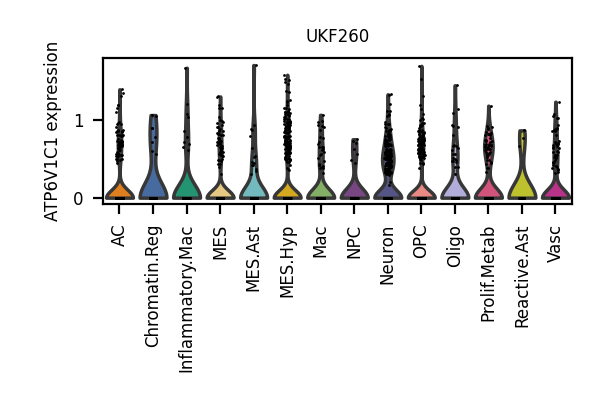 UKF260
ATP6V1C1 expression
1
0
AC
Chromatin.Reg
Inflammatory.Mac
MES
MES.Ast
MES.Hyp
Mac
NPC
Neuron
OPC
Oligo
Prolif.Metab
Reactive.Ast
Vasc